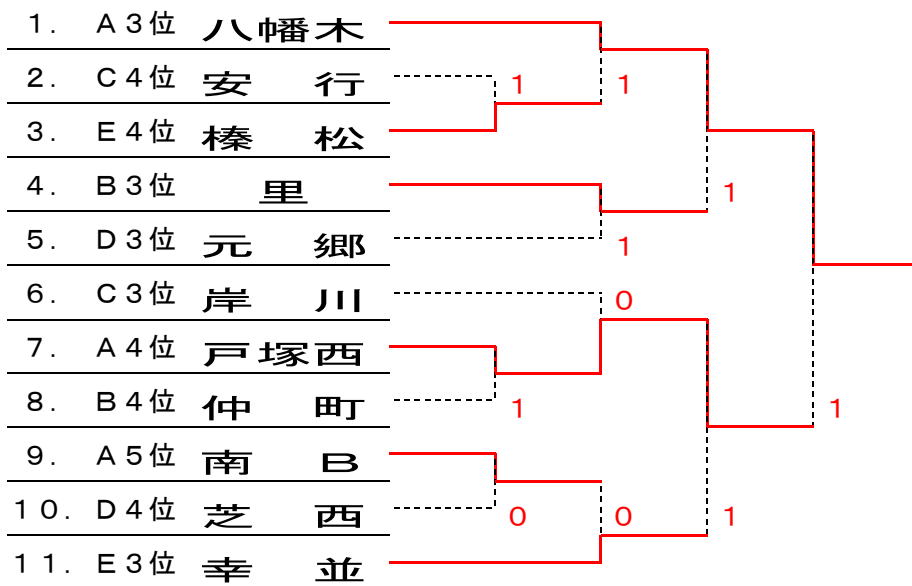 １． Ａ３位 八幡木
２． Ｃ４位 安　行
１ １
３． Ｅ４位 榛　松
４． Ｂ３位 里
１
５． Ｄ３位 元　郷
１
６． Ｃ３位 岸　川
０
７． Ａ４位 戸塚西
８． Ｂ４位 仲　町
１ １
９． Ａ５位 南　Ｂ
１０． Ｄ４位 芝　西
０ ０ １
１１． Ｅ３位 幸　並